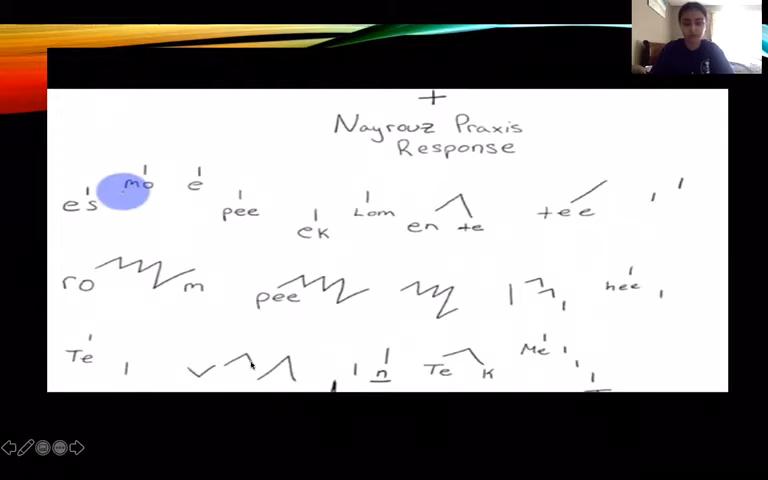 Nayrouz Praxis
Response
es mo e pee ek Lom en te tee
ro m pee hee
Te n Te k Me